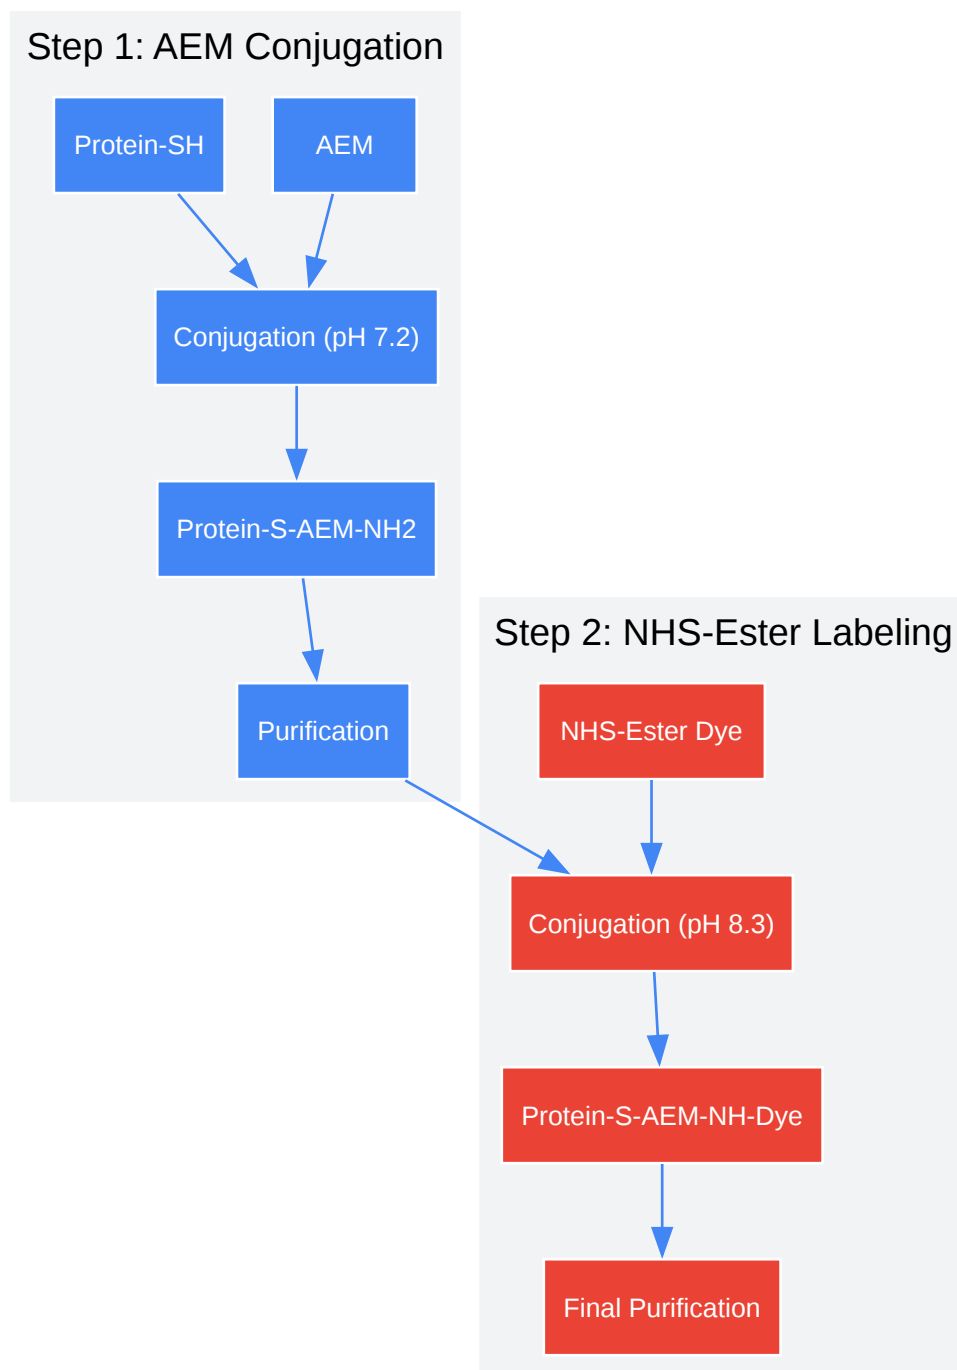 Step 1: AEM Conjugation
Protein-SH
AEM
Conjugation (pH 7.2)
Protein-S-AEM-NH2
Purification
Step 2: NHS-Ester Labeling
NHS-Ester Dye
Conjugation (pH 8.3)
Protein-S-AEM-NH-Dye
Final Purification